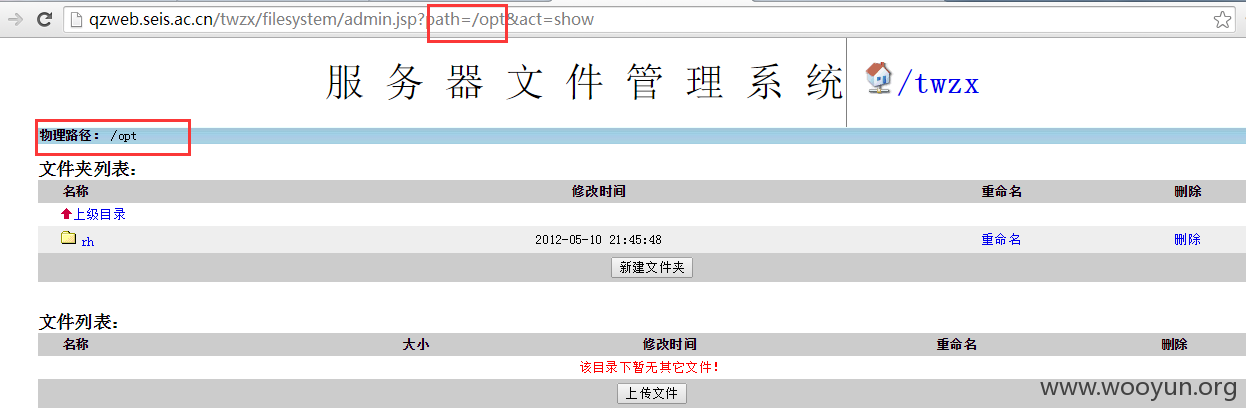 qzweb.seis.ac.cn/twzx/filesystem/admin.jsp?path=/opt&act=show
服务器文件管理系统 /twzx
物理路径： /opt
文件夹列表：
名称 修改时间 重命名 删除
上级目录
rh 2012-05-10 21:45:48 重命名 删除
新建文件夹
文件列表：
名称 大小 修改时间 重命名 删除
该目录下暂无其它文件！
上传文件
www.wooyun.org